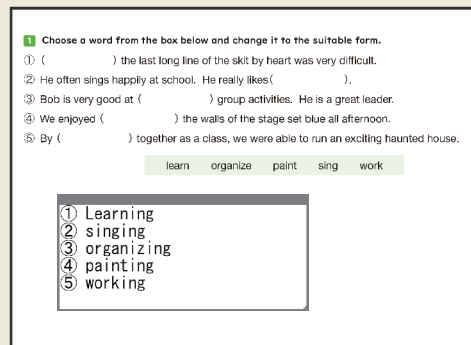 1 Choose a word from the box below and change it to the suitable form.
① (          ) the last long line of the skit by heart was very difficult.
② He often sings happily at school. He really likes(          ).
③ Bob is very good at (          ) group activities. He is a great leader.
④ We enjoyed (          ) the walls of the stage set blue all afternoon.
⑤ By (          ) together as a class, we were able to run an exciting haunted house.
learn organize paint sing work
① Learning
② singing
③ organizing
④ painting
⑤ working